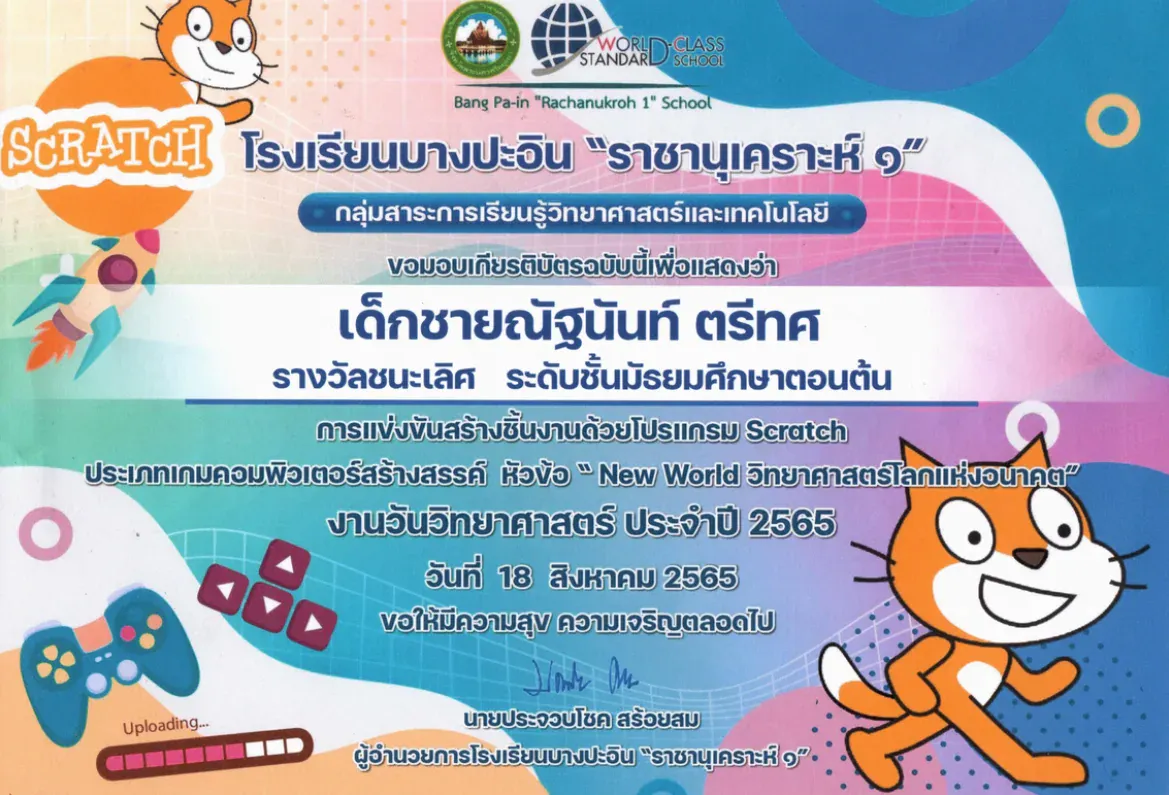 WORLD-CLASS
STANDARD SCHOOL
Bang Pa-in "Rachanukroh 1" School
SCRATCH
โรงเรียนบางปะอิน “ราชานุเคราะห์ ๑”
กลุ่มสาระการเรียนรู้วิทยาศาสตร์และเทคโนโลยี
ขอมอบเกียรติบัตรฉบับนี้เพื่อแสดงว่า
เด็กชายณัฐนันท์ ตรีทศ
รางวัลชนะเลิศ ระดับชั้นมัธยมศึกษาตอนต้น
การแข่งขันสร้างชิ้นงานด้วยโปรแกรม Scratch
ประเภทเกมคอมพิวเตอร์สร้างสรรค์ หัวข้อ “ New World วิทยาศาสตร์โลกแห่งอนาคต”
งานวันวิทยาศาสตร์ ประจำปี 2565
วันที่ 18 สิงหาคม 2565
ขอให้มีความสุข ความเจริญตลอดไป
นายประจวบโชค สร้อยสม
ผู้อำนวยการโรงเรียนบางปะอิน “ราชานุเคราะห์ ๑”
Uploading...